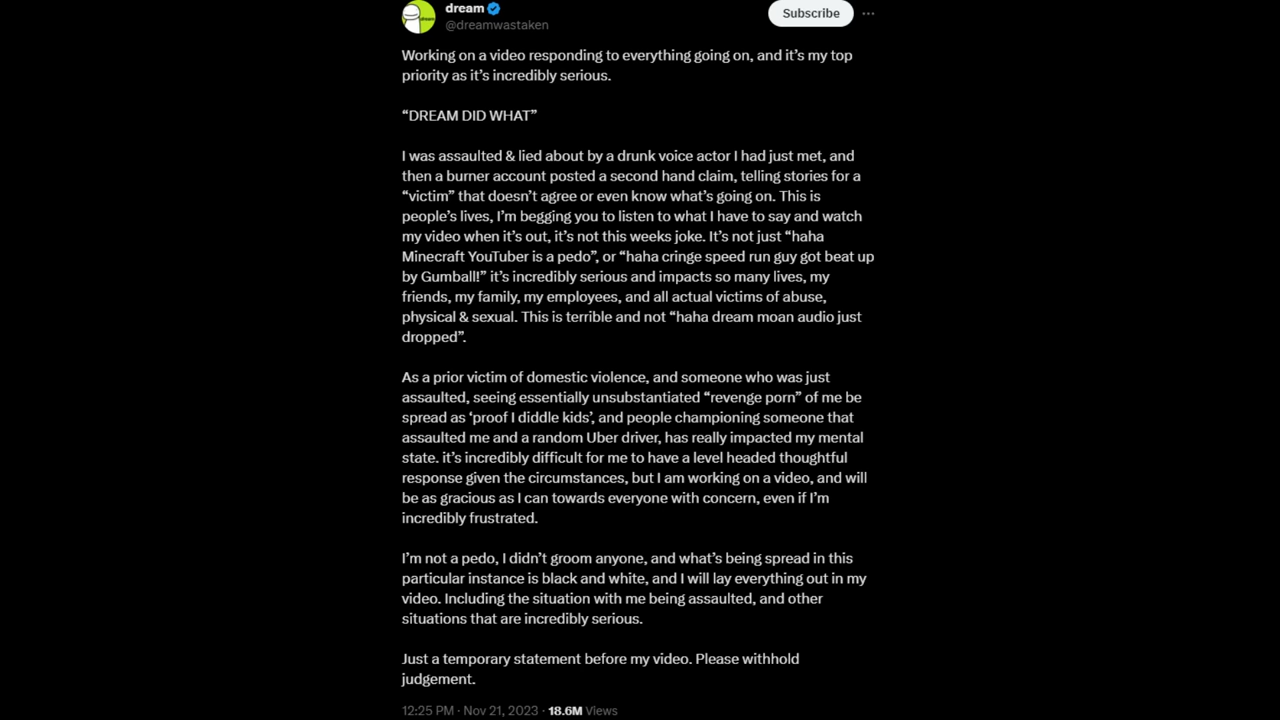 dream
@dreamwastaken
Subscribe
Working on a video responding to everything going on, and it’s my top
priority as it’s incredibly serious.
“DREAM DID WHAT”
I was assaulted & lied about by a drunk voice actor I had just met, and
then a burner account posted a second hand claim, telling stories for a
“victim” that doesn’t agree or even know what’s going on. This is
people’s lives, I’m begging you to listen to what I have to say and watch
my video when it’s out, it’s not this weeks joke. It’s not just “haha
Minecraft YouTuber is a pedo”, or “haha cringe speed run guy got beat up
by Gumball!” it’s incredibly serious and impacts so many lives, my
friends, my family, my employees, and all actual victims of abuse,
physical & sexual. This is terrible and not “haha dream moan audio just
dropped”.
As a prior victim of domestic violence, and someone who was just
assaulted, seeing essentially unsubstantiated “revenge porn” of me be
spread as ‘proof I diddle kids’, and people championing someone that
assaulted me and a random Uber driver, has really impacted my mental
state. it’s incredibly difficult for me to have a level headed thoughtful
response given the circumstances, but I am working on a video, and will
be as gracious as I can towards everyone with concern, even if I’m
incredibly frustrated.
I’m not a pedo, I didn’t groom anyone, and what’s being spread in this
particular instance is black and white, and I will lay everything out in my
video. Including the situation with me being assaulted, and other
situations that are incredibly serious.
Just a temporary statement before my video. Please withhold
judgement.
12:25 PM · Nov 21, 2023 · 18.6M Views